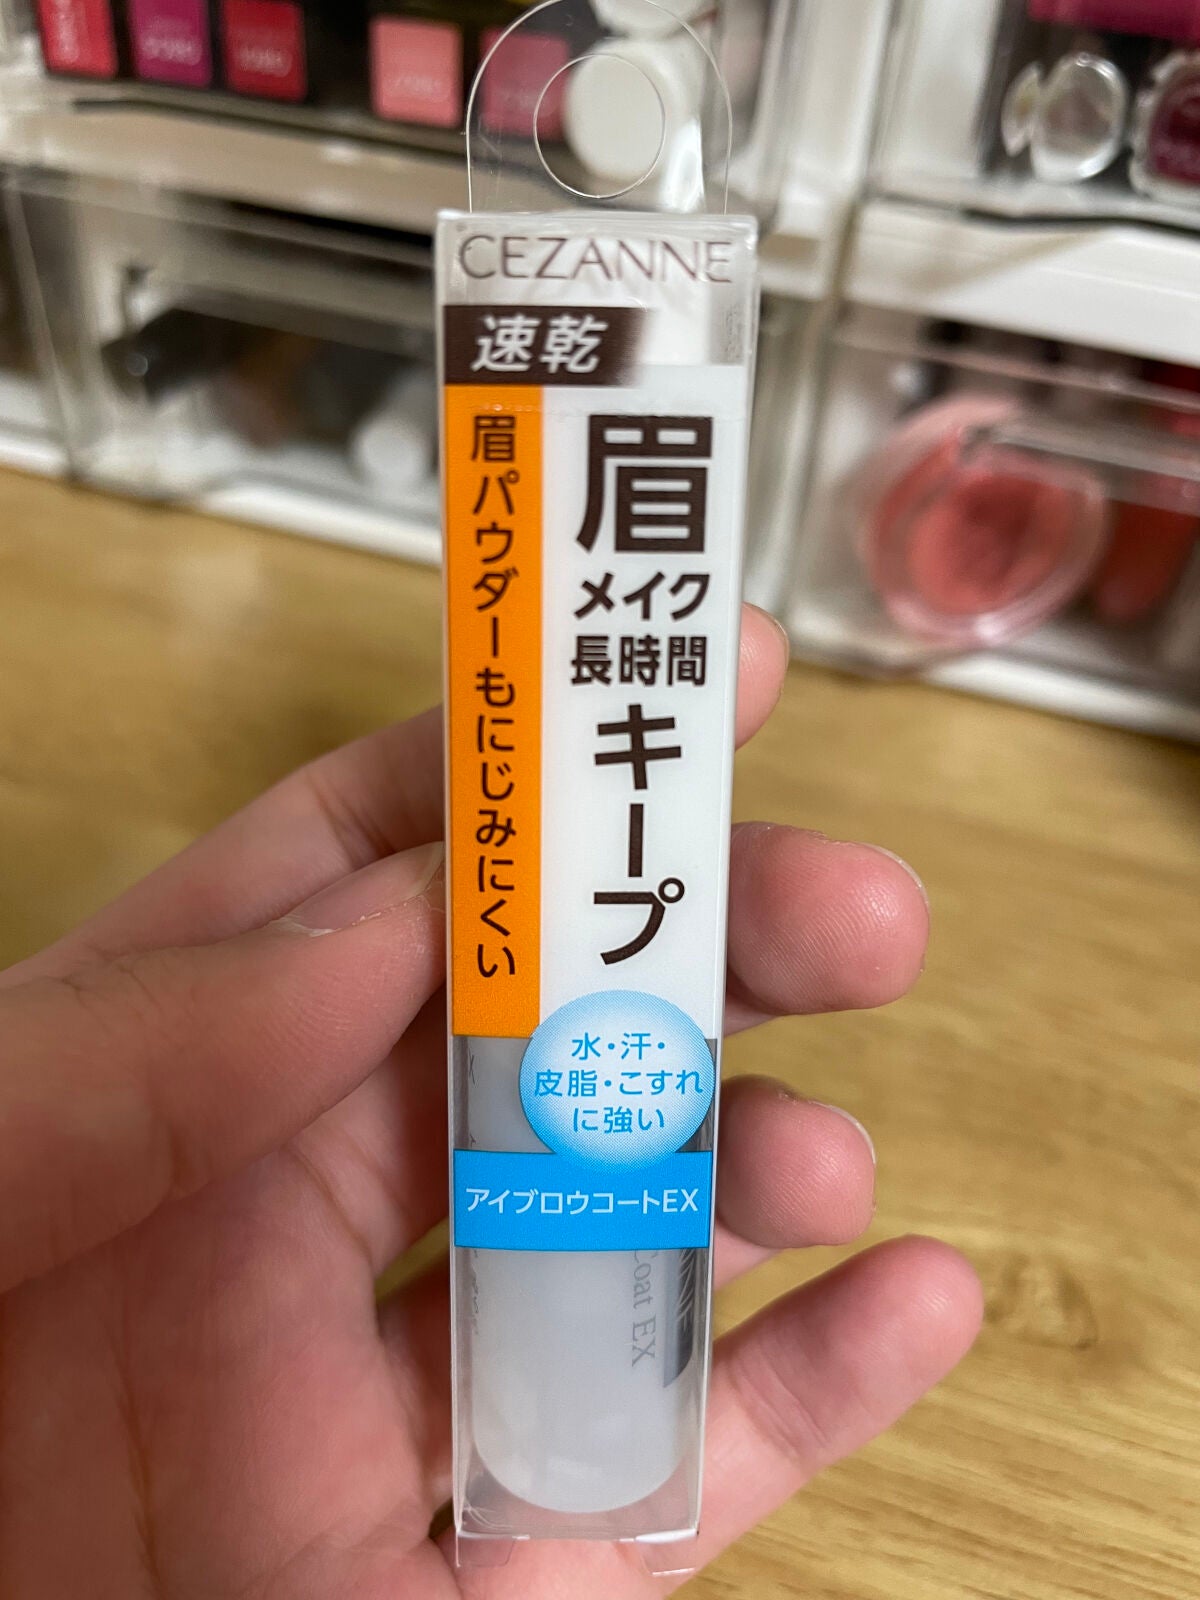 CEZANNE
速乾
眉
メイク
長時間
キープ
眉パウダーもにじみにくい
水・汗・
皮脂・こすれ
に強い
アイブロウコートEX
Coat EX